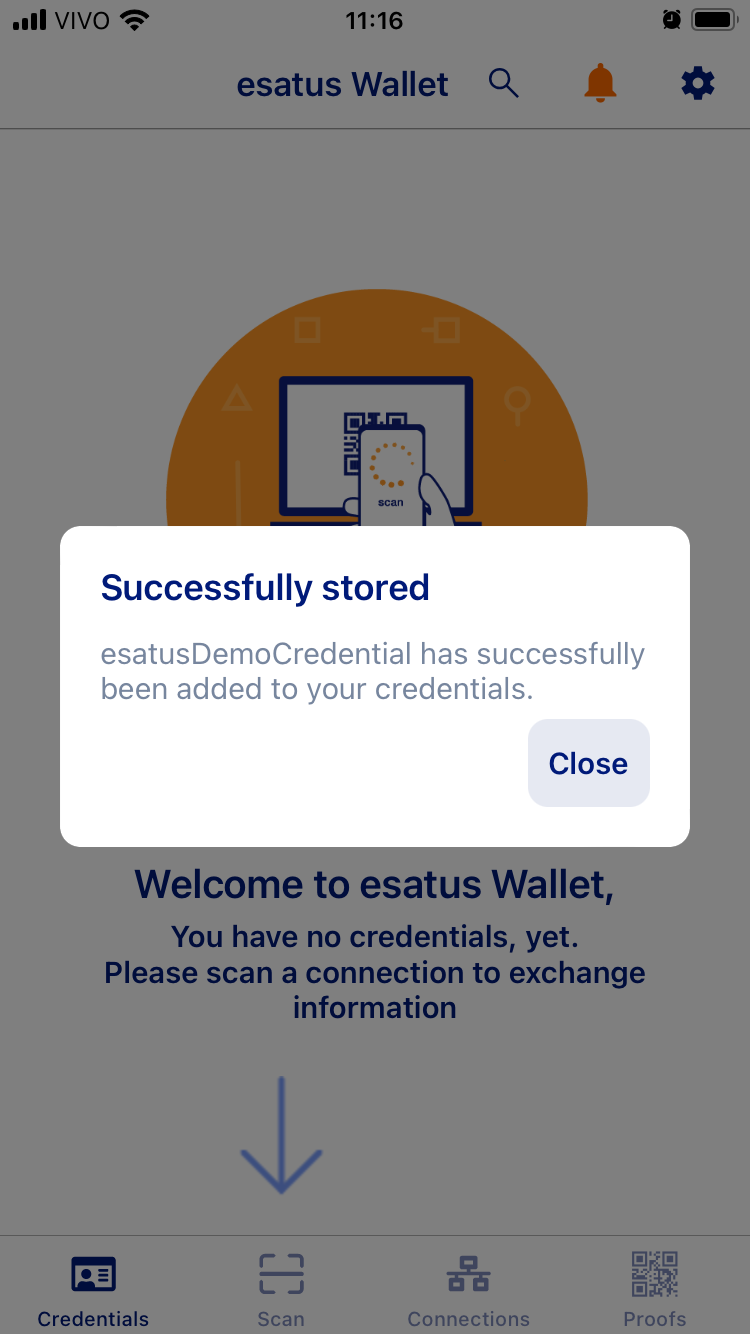 VIVO 11:16
esatus Wallet
scan
Successfully stored
esatusDemoCredential has successfully
been added to your credentials.
Close
Welcome to esatus Wallet,
You have no credentials, yet.
Please scan a connection to exchange
information
Credentials Scan Connections Proofs